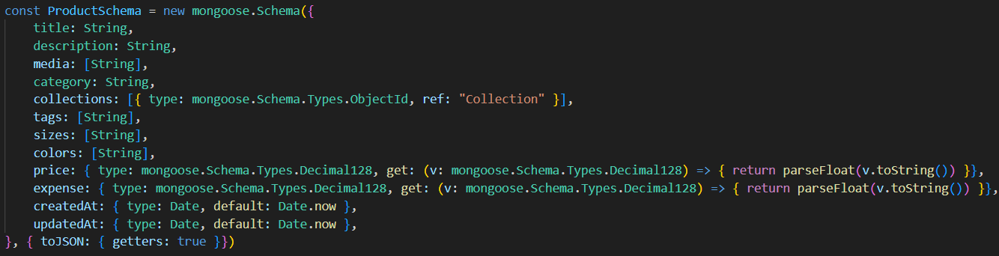 const ProductSchema = new mongoose.Schema({
    title: String,
    description: String,
    media: [String],
    category: String,
    collections: [{ type: mongoose.Schema.Types.ObjectId, ref: "Collection" }],
    tags: [String],
    sizes: [String],
    colors: [String],
    price: { type: mongoose.Schema.Types.Decimal128, get: (v: mongoose.Schema.Types.Decimal128) => { return parseFloat(v.toString()) }},
    expense: { type: mongoose.Schema.Types.Decimal128, get: (v: mongoose.Schema.Types.Decimal128) => { return parseFloat(v.toString()) }},
    createdAt: { type: Date, default: Date.now },
    updatedAt: { type: Date, default: Date.now },
}, { toJSON: { getters: true }})